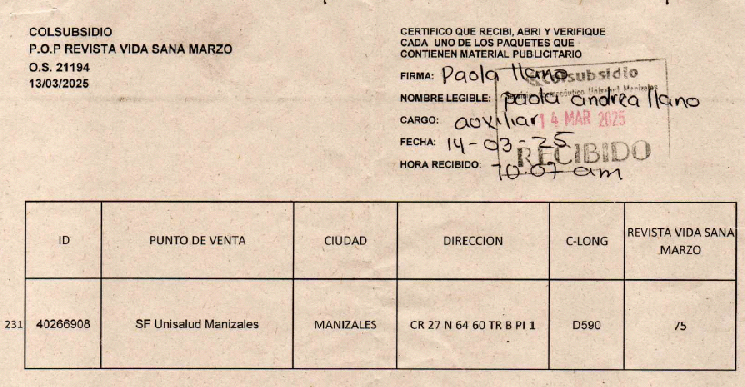 COLSUBSIDIO
P.O.P REVISTA VIDA SANA MARZO
O.S. 21194
13/03/2025
CERTIFICO QUE RECIBI, ABRI Y VERIFIQUE
CADA UNO DE LOS PAQUETES QUE
CONTIENEN MATERIAL PUBLICITARIO
FIRMA: Paola llano
NOMBRE LEGIBLE: paola andrea llano
CARGO: auxiliar
FECHA: 14-03-25
HORA RECIBIDO: 10:07 am
Colsubsidio
14 MAR 2025
RECIBIDO
ID PUNTO DE VENTA CIUDAD DIRECCION C-LONG REVISTA VIDA SANA MARZO
231 40266908 SF Unisalud Manizales MANIZALES CR 27 N 64 60 TR B PI 1 D590 75